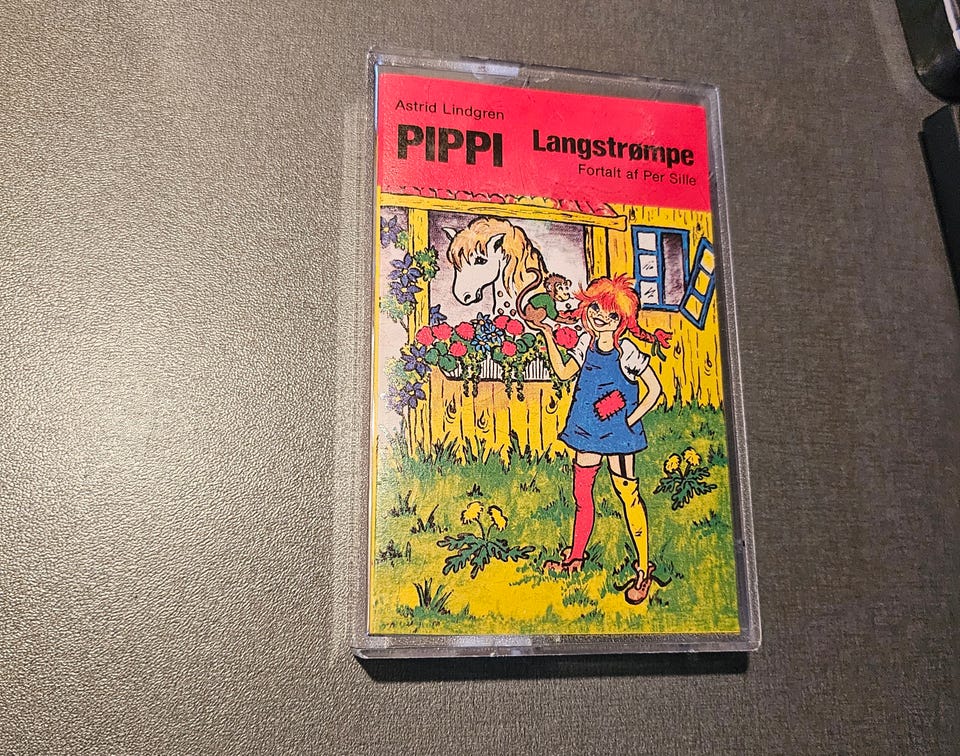 Astrid Lindgren
PIPPI Langstrømpe
Fortalt af Per Sille